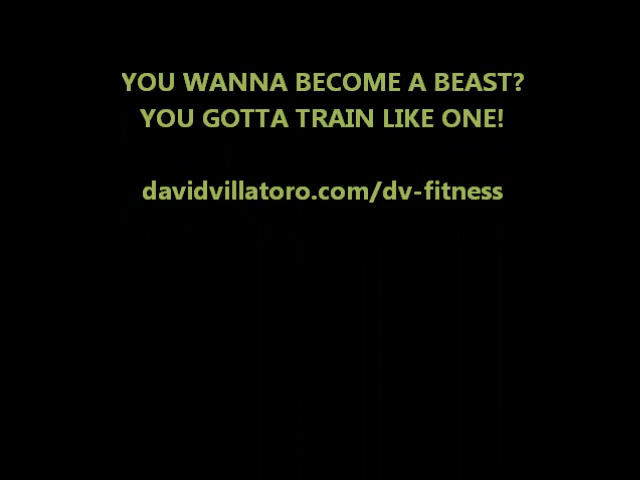 YOU WANNA BECOME A BEAST?
YOU GOTTA TRAIN LIKE ONE!
davidvillatoro.com/dv-fitness